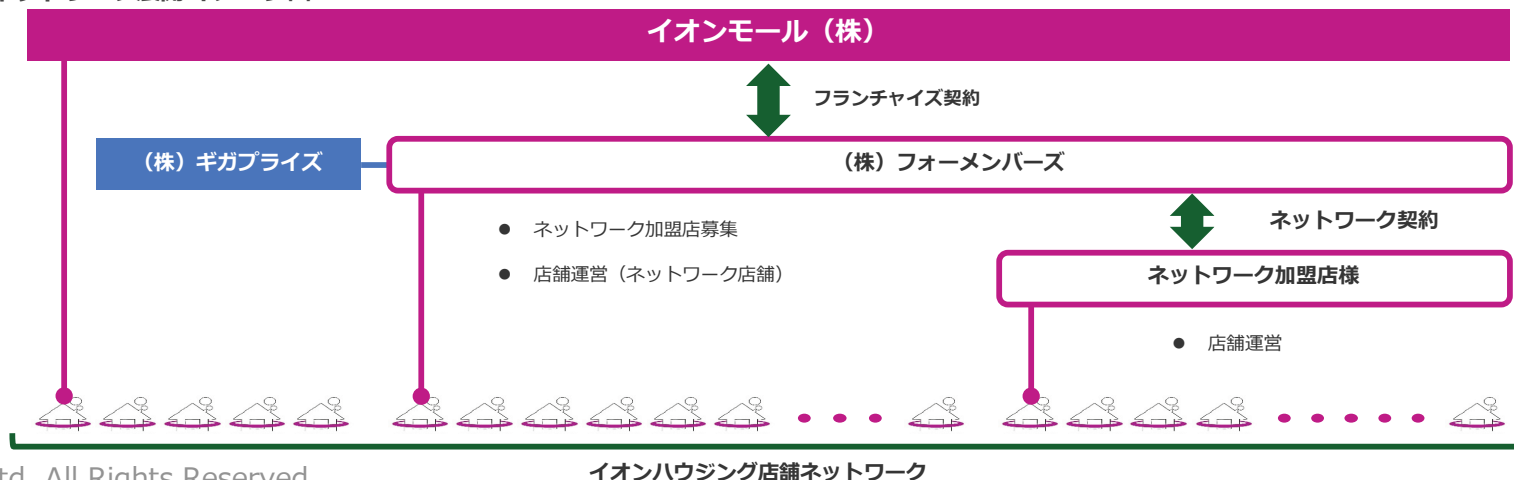 イオンモール（株）
フランチャイズ契約
（株）ギガプライズ
（株）フォーメンバーズ
● ネットワーク加盟店募集
● 店舗運営（ネットワーク店舗）
ネットワーク契約
ネットワーク加盟店様
● 店舗運営
イオンハウジング店舗ネットワーク
td. All Rights Reserved